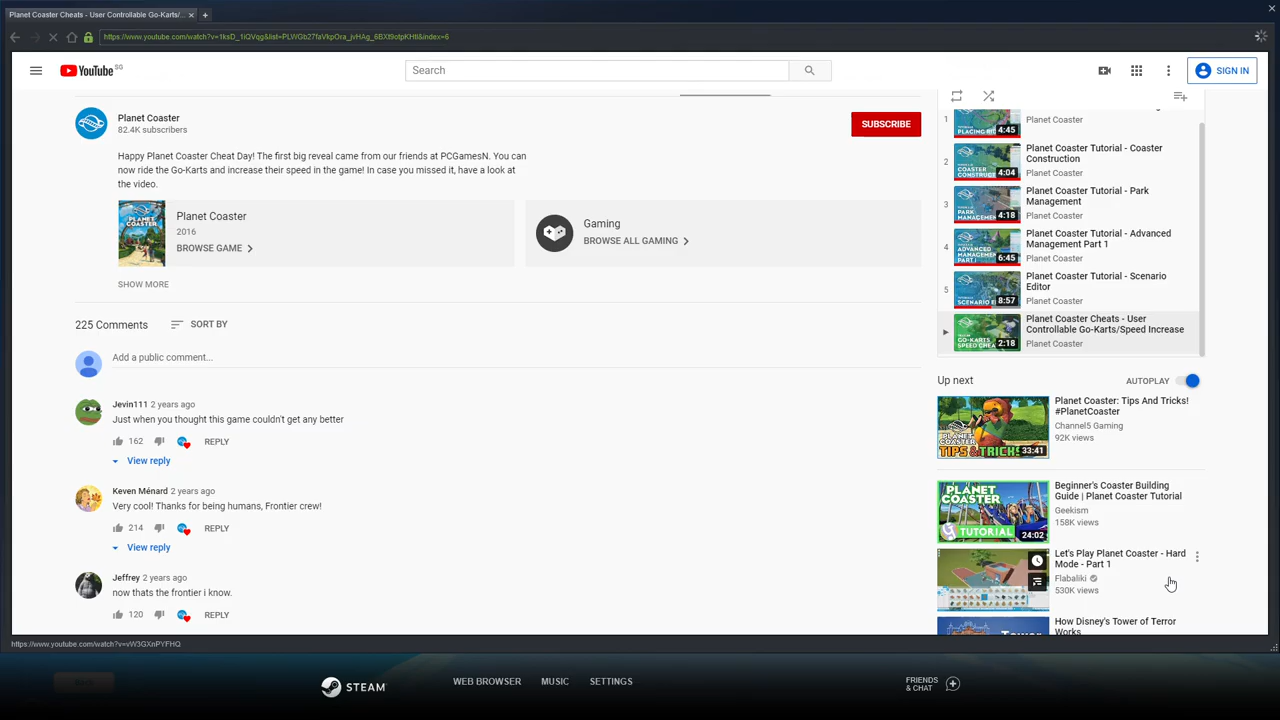 Planet Coaster Cheats - User Controllable Go-Karts/...
YouTube SG
Search
SIGN IN
Planet Coaster
82.4K subscribers
SUBSCRIBE
Happy Planet Coaster Cheat Day! The first big reveal came from our friends at PCGamesN. You can
now ride the Go-Karts and increase their speed in the game! In case you missed it, have a look at
the video.
PLANET COASTER
Planet Coaster
2016
BROWSE GAME
Gaming
BROWSE ALL GAMING
SHOW MORE
225 Comments
SORT BY
Add a public comment...
Jevin111 2 years ago
Just when you thought this game couldn't get any better
162 REPLY
View reply
Keven Ménard 2 years ago
Very cool! Thanks for being humans, Frontier crew!
214 REPLY
View reply
Jeffrey 2 years ago
now thats the frontier i know.
120 REPLY
1
4:45
Planet Coaster
2
4:04
Planet Coaster Tutorial - Coaster
Construction
Planet Coaster
3
4:18
Planet Coaster Tutorial - Park
Management
Planet Coaster
4
6:45
Planet Coaster Tutorial - Advanced
Management Part 1
Planet Coaster
5
8:57
Planet Coaster Tutorial - Scenario
Editor
Planet Coaster
2:18
Planet Coaster Cheats - User
Controllable Go-Karts/Speed Increase
Planet Coaster
Up next
AUTOPLAY
PLANET COASTER
TIPS & TRICKS!
33:41
Planet Coaster: Tips And Tricks!
#PlanetCoaster
Channel5 Gaming
92K views
PLANET COASTER
TUTORIAL
24:02
Beginner's Coaster Building
Guide | Planet Coaster Tutorial
Geekism
158K views
Let's Play Planet Coaster - Hard
Mode - Part 1
Flabaliki
530K views
How Disney's Tower of Terror
Works
https://www.youtube.com/watch?v=vW3GXnPYFHQ
STEAM
WEB BROWSER
MUSIC
SETTINGS
FRIENDS
& CHAT